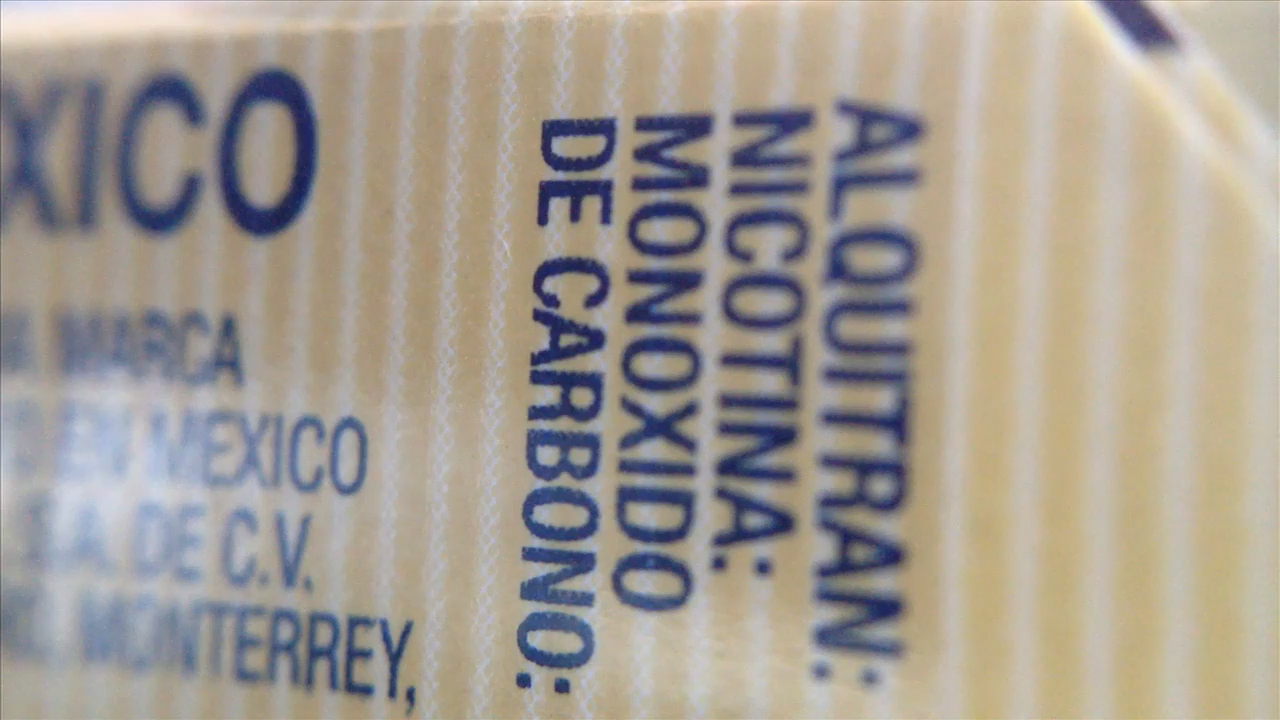 XICO
MARCA
EN MEXICO
S.A. DE C.V.
MONTERREY,
ALQUITRAN:
NICOTINA:
MONOXIDO
DE CARBONO: